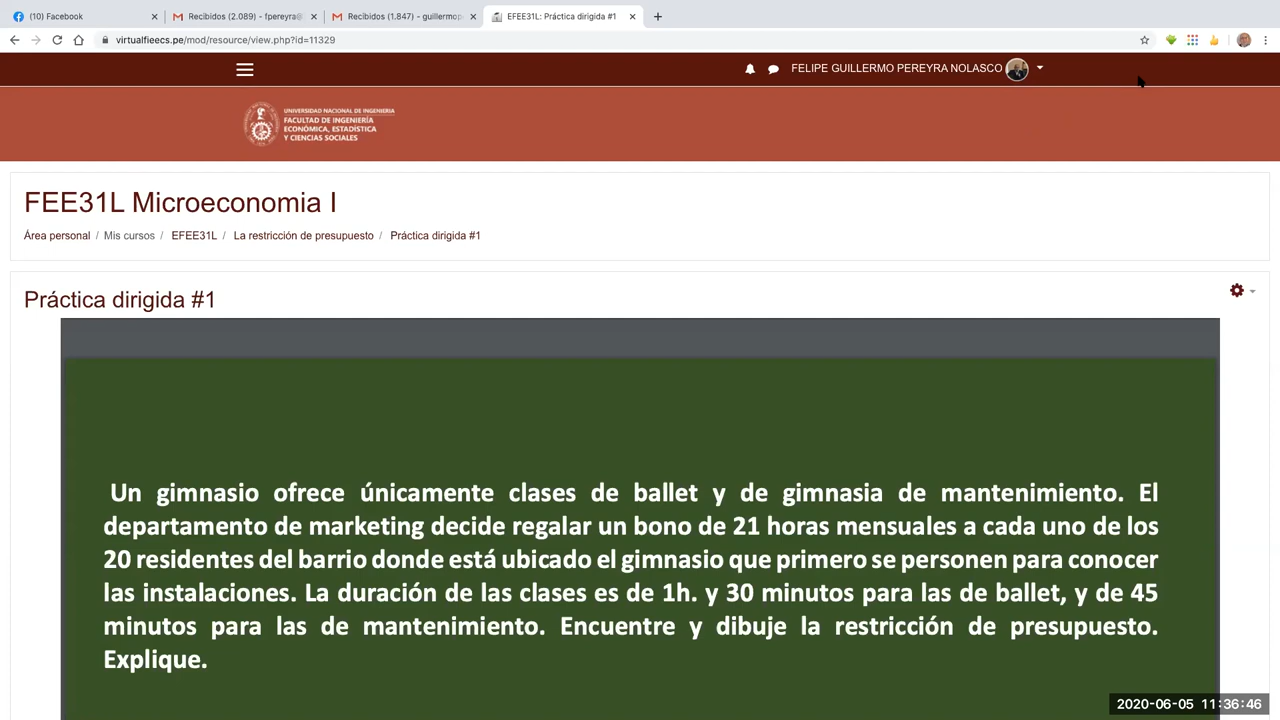 (10) Facebook
Recibidos (2.089) - fpereyra@
Recibidos (1,847) - guillermop
EFEE31L: Práctica dirigida #1
virtualfieecs.pe/mod/resource/view.php?id=11329
FELIPE GUILLERMO PEREYRA NOLASCO
UNIVERSIDAD NACIONAL DE INGENIERIA
FACULTAD DE INGENIERÍA
ECONÓMICA, ESTADÍSTICA
Y CIENCIAS SOCIALES
FEE31L Microeconomia I
Área personal / Mis cursos / EFEE31L / La restricción de presupuesto / Práctica dirigida #1
Práctica dirigida #1
Un gimnasio ofrece únicamente clases de ballet y de gimnasia de mantenimiento. El
departamento de marketing decide regalar un bono de 21 horas mensuales a cada uno de los
20 residentes del barrio donde está ubicado el gimnasio que primero se personen para conocer
las instalaciones. La duración de las clases es de 1h. y 30 minutos para las de ballet, y de 45
minutos para las de mantenimiento. Encuentre y dibuje la restricción de presupuesto.
Explique.
2020-06-05 11:36:46